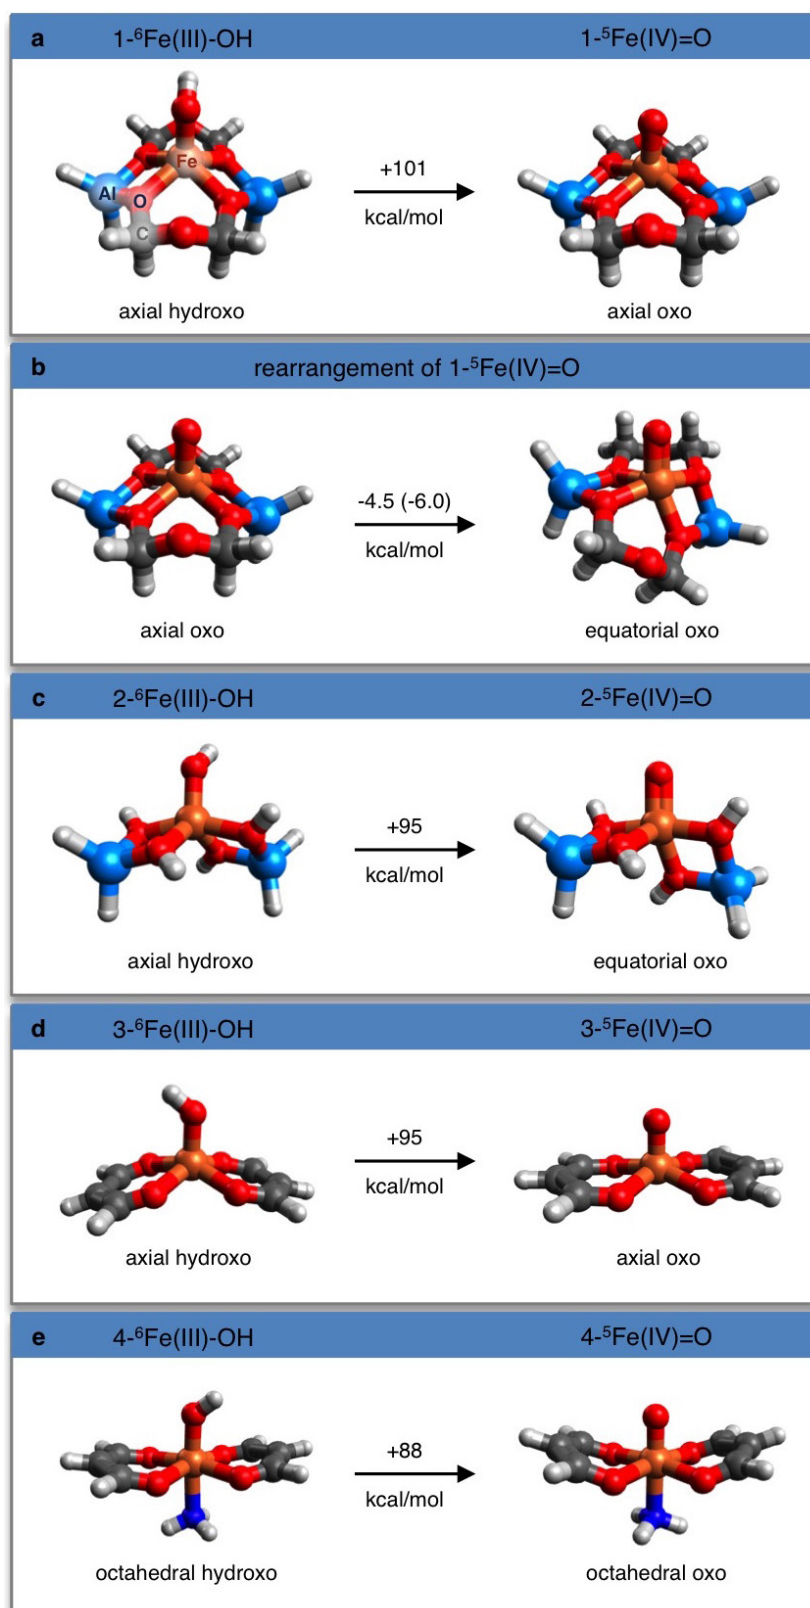 a 1-⁶Fe(III)-OH 1-⁵Fe(IV)=O
Fe
Al
O
C
+101
kcal/mol
axial hydroxo axial oxo
b rearrangement of 1-⁵Fe(IV)=O
-4.5 (-6.0)
kcal/mol
axial oxo equatorial oxo
c 2-⁶Fe(III)-OH 2-⁵Fe(IV)=O
+95
kcal/mol
axial hydroxo equatorial oxo
d 3-⁶Fe(III)-OH 3-⁵Fe(IV)=O
+95
kcal/mol
axial hydroxo axial oxo
e 4-⁶Fe(III)-OH 4-⁵Fe(IV)=O
+88
kcal/mol
octahedral hydroxo octahedral oxo